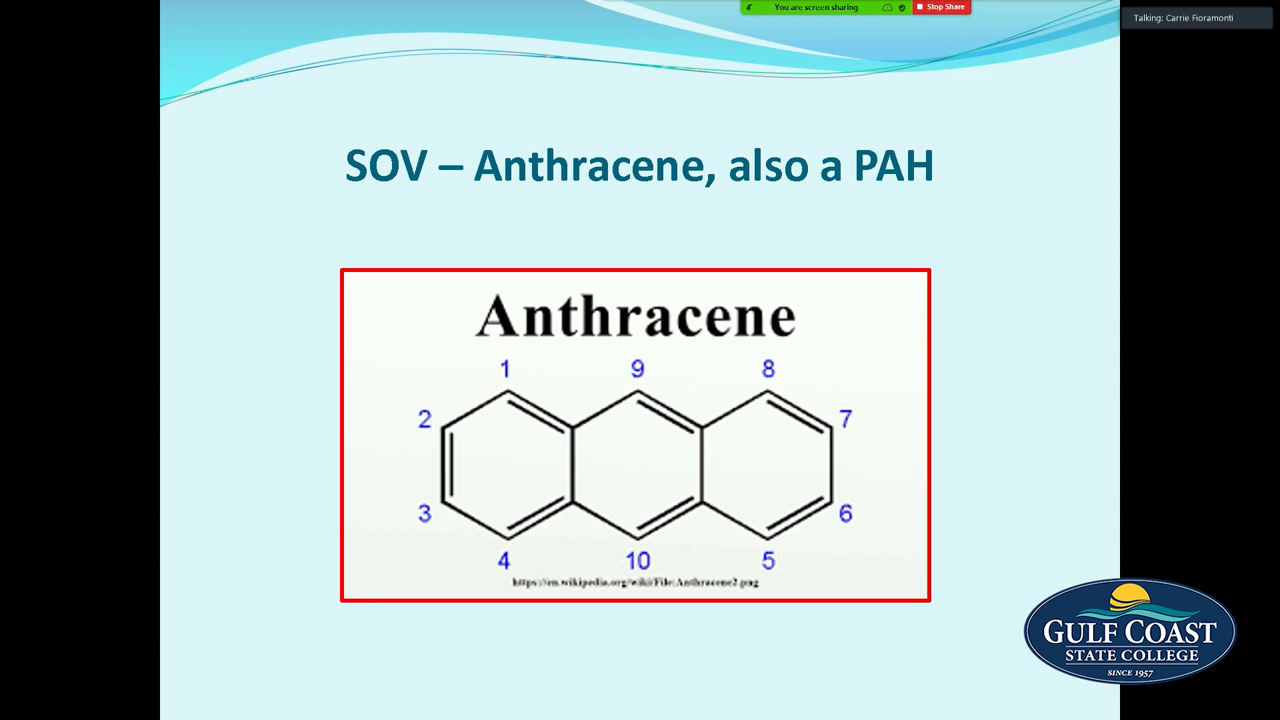 You are screen sharing
Stop Share
Talking: Carrie Fioramonti
SOV – Anthracene, also a PAH
Anthracene
1 9 8
2 7
3 6
4 10 5
https://en.wikipedia.org/wiki/File:Anthracene2.png
GULF COAST
STATE COLLEGE
SINCE 1957